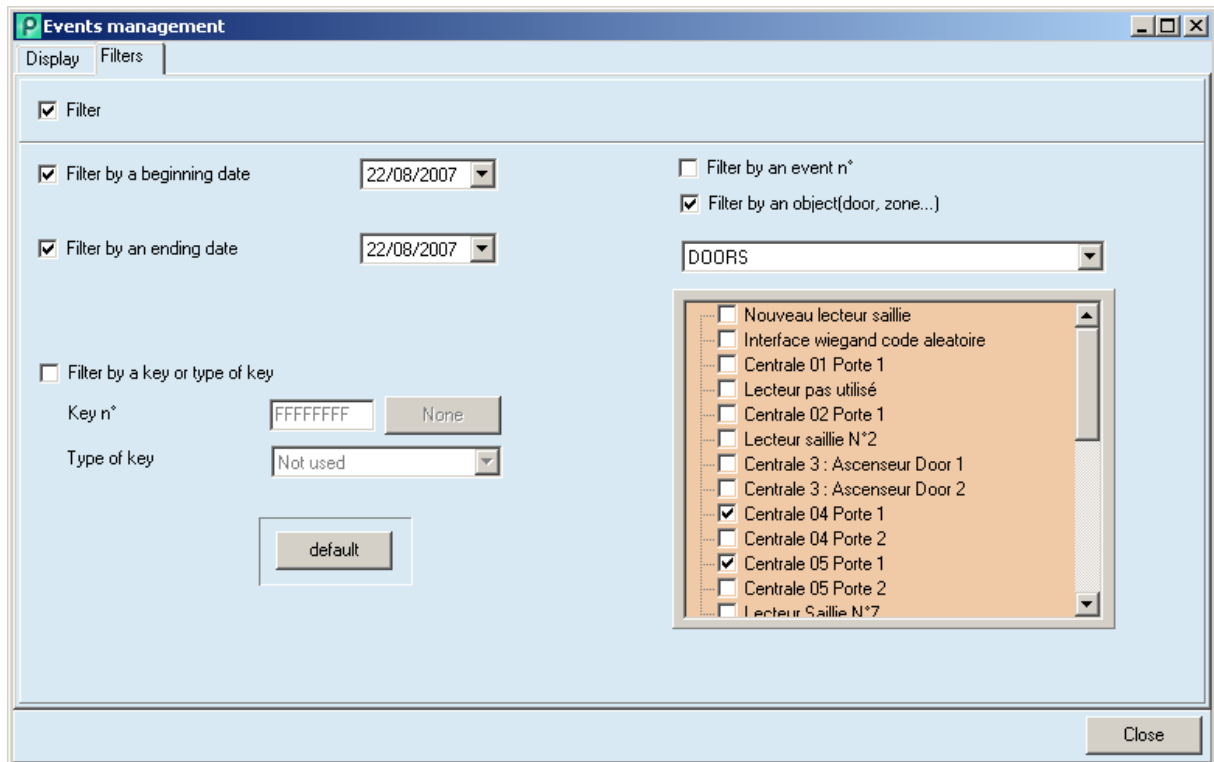 Events management
Display Filters
Filter
Filter by a beginning date 22/08/2007
Filter by an ending date 22/08/2007
Filter by a key or type of key
Key n° FFFFFFFF None
Type of key Not used
default
Filter by an event n°
Filter by an object(door, zone...)
DOORS
Nouveau lecteur saillie
Interface wiegand code aleatoire
Centrale 01 Porte 1
Lecteur pas utilisé
Centrale 02 Porte 1
Lecteur saillie N°2
Centrale 3 : Ascenseur Door 1
Centrale 3 : Ascenseur Door 2
Centrale 04 Porte 1
Centrale 04 Porte 2
Centrale 05 Porte 1
Centrale 05 Porte 2
Lecteur Saillie N°7
Close